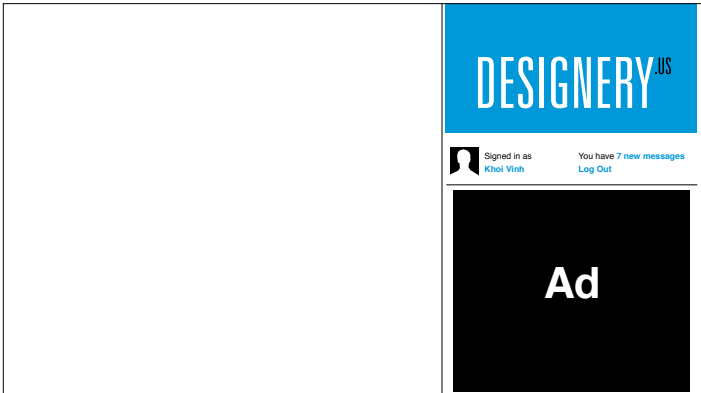 DESIGNERY.US
Signed in as
Khoi Vinh
You have 7 new messages
Log Out
Ad